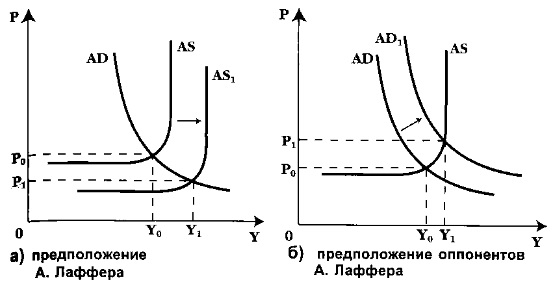 P
AD
AS
AS₁
P₀
P₁
0
Y₀
Y₁
Y
а) предположение
А. Лаффера
P
AD₁
AD
AS
P₁
P₀
0
Y₀
Y₁
Y
б) предположение оппонентов
А. Лаффера